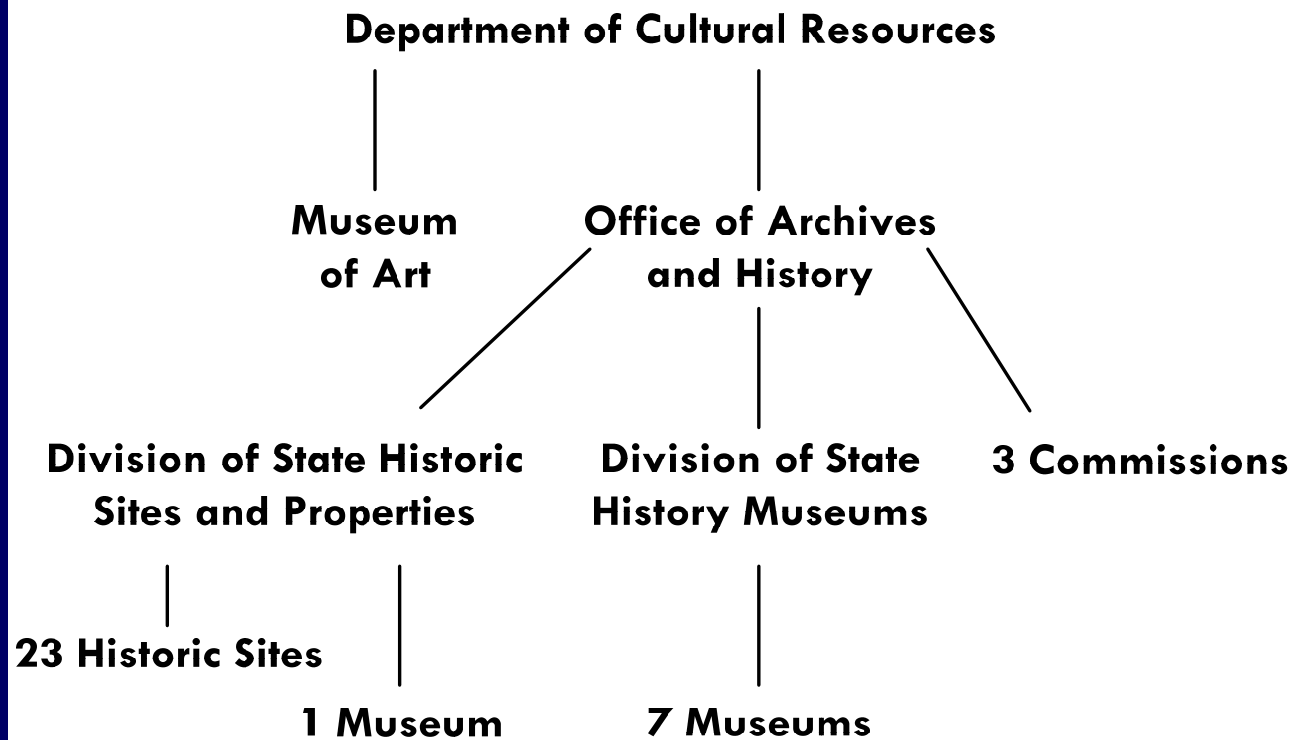 Department of Cultural Resources
Museum
of Art
Office of Archives
and History
Division of State Historic
Sites and Properties
Division of State
History Museums
3 Commissions
23 Historic Sites
1 Museum
7 Museums